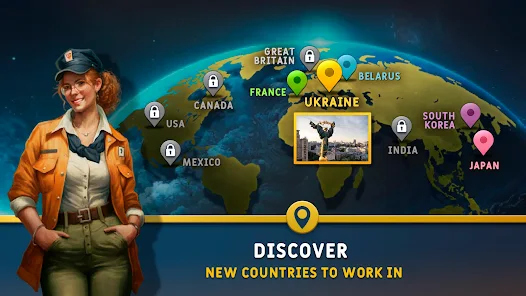 GREAT
BRITAIN
BELARUS
FRANCE
UKRAINE
CANADA
USA
MEXICO
INDIA
SOUTH
KOREA
JAPAN
DISCOVER
NEW COUNTRIES TO WORK IN